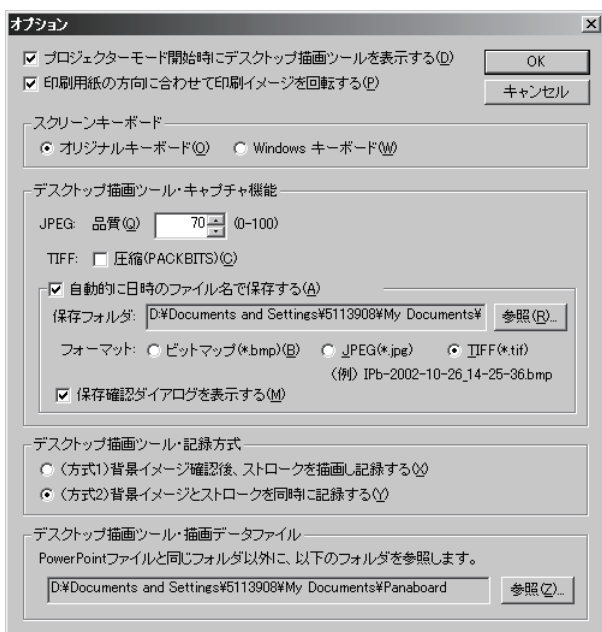 オプション
プロジェクターモード開始時にデスクトップ描画ツールを表示する(D)
OK
印刷用紙の方向に合わせて印刷イメージを回転する(P)
キャンセル
スクリーンキーボード
オリジナルキーボード(O) Windows キーボード(W)
デスクトップ描画ツール・キャプチャ機能
JPEG: 品質(Q) 70 (0-100)
TIFF: 圧縮(PACKBITS)(C)
自動的に日時のファイル名で保存する(A)
保存フォルダ: D:¥Documents and Settings¥5113908¥My Documents¥ 参照(R)...
フォーマット: ビットマップ(*.bmp)(B) JPEG(*.jpg) TIFF(*.tif)
(例) IPb-2002-10-26_14-25-36.bmp
保存確認ダイアログを表示する(M)
デスクトップ描画ツール・記録方式
(方式1)背景イメージ確認後、ストロークを描画し記録する(X)
(方式2)背景イメージとストロークを同時に記録する(Y)
デスクトップ描画ツール・描画データファイル
PowerPointファイルと同じフォルダ以外に、以下のフォルダを参照します。
D:¥Documents and Settings¥5113908¥My Documents¥Panaboard 参照(Z)...